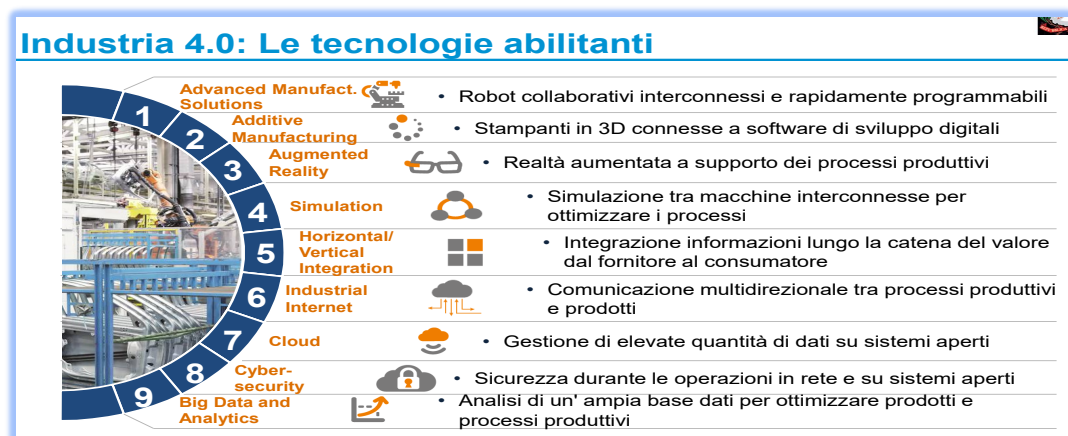 Industria 4.0: Le tecnologie abilitanti
1
Advanced Manufact.
Solutions
• Robot collaborativi interconnessi e rapidamente programmabili
2
Additive
Manufacturing
• Stampanti in 3D connesse a software di sviluppo digitali
3
Augmented
Reality
• Realtà aumentata a supporto dei processi produttivi
4
Simulation
• Simulazione tra macchine interconnesse per
ottimizzare i processi
5
Horizontal/
Vertical
Integration
• Integrazione informazioni lungo la catena del valore
dal fornitore al consumatore
6
Industrial
Internet
• Comunicazione multidirezionale tra processi produttivi
e prodotti
7
Cloud
• Gestione di elevate quantità di dati su sistemi aperti
8
Cyber-
security
• Sicurezza durante le operazioni in rete e su sistemi aperti
9
Big Data and
Analytics
• Analisi di un' ampia base dati per ottimizzare prodotti e
processi produttivi